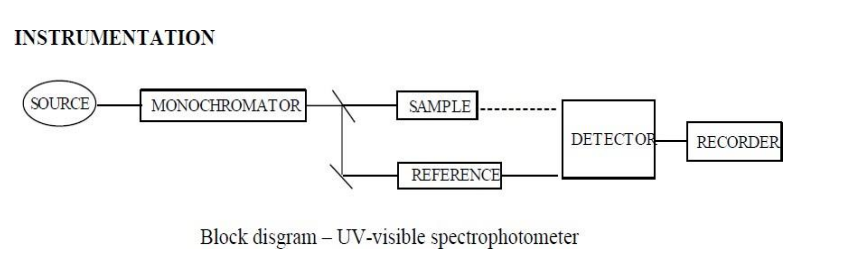 INSTRUMENTATION
SOURCE
MONOCHROMATOR
SAMPLE
DETECTOR
RECORDER
REFERENCE
Block disgram – UV-visible spectrophotometer